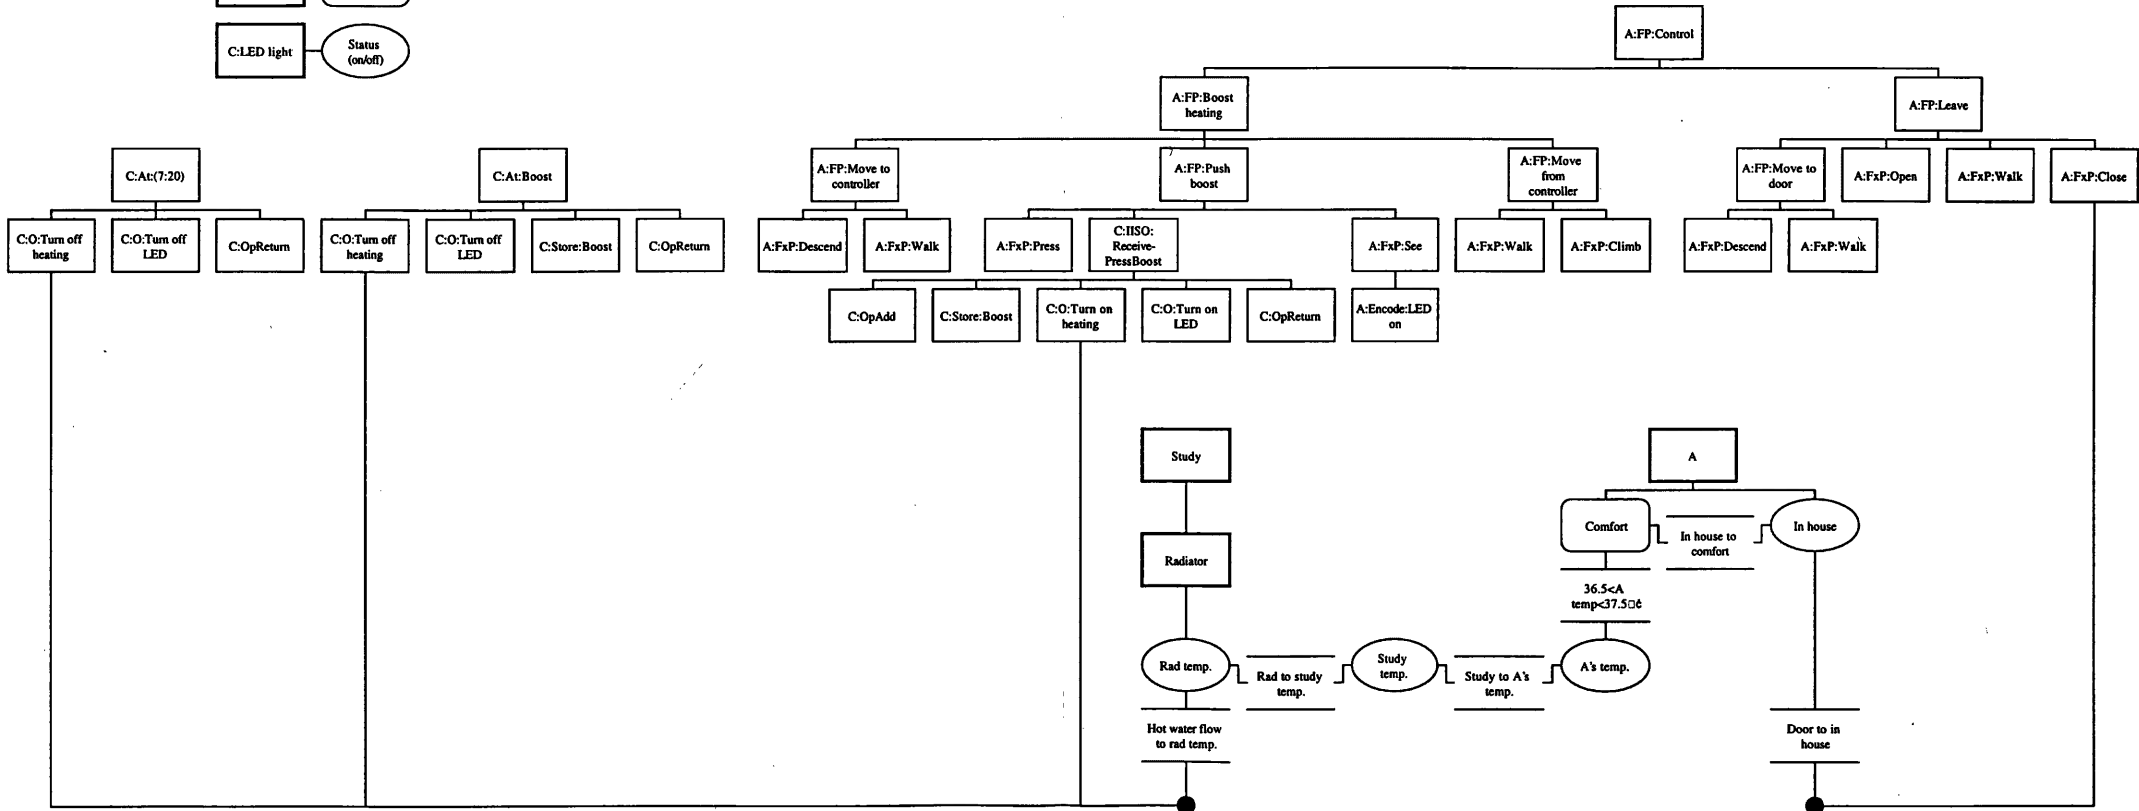 C:LED light
Status
(on/off)
A:FP:Control
A:FP:Boost
heating
A:FP:Leave
C:At:(7:20)
C:At:Boost
A:FP:Move to
controller
A:FP:Push
boost
A:FP:Move
from
controller
A:FP:Move to
door
A:FxP:Open
A:FxP:Walk
A:FxP:Close
C:O:Turn off
heating
C:O:Turn off
LED
C:OpReturn
C:O:Turn off
heating
C:O:Turn off
LED
C:Store:Boost
C:OpReturn
A:FxP:Descend
A:FxP:Walk
A:FxP:Press
C:IISO:
Receive-
PressBoost
A:FxP:See
A:FxP:Walk
A:FxP:Climb
A:FxP:Descend
A:FxP:Walk
C:OpAdd
C:Store:Boost
C:O:Turn on
heating
C:O:Turn on
LED
C:OpReturn
A:Encode:LED
on
Study
A
Radiator
Comfort
In house to
comfort
In house
36.5<A
temp<37.5□¢
Rad temp.
Rad to study
temp.
Study
temp.
Study to A's
temp.
A's temp.
Hot water flow
to rad temp.
Door to in
house